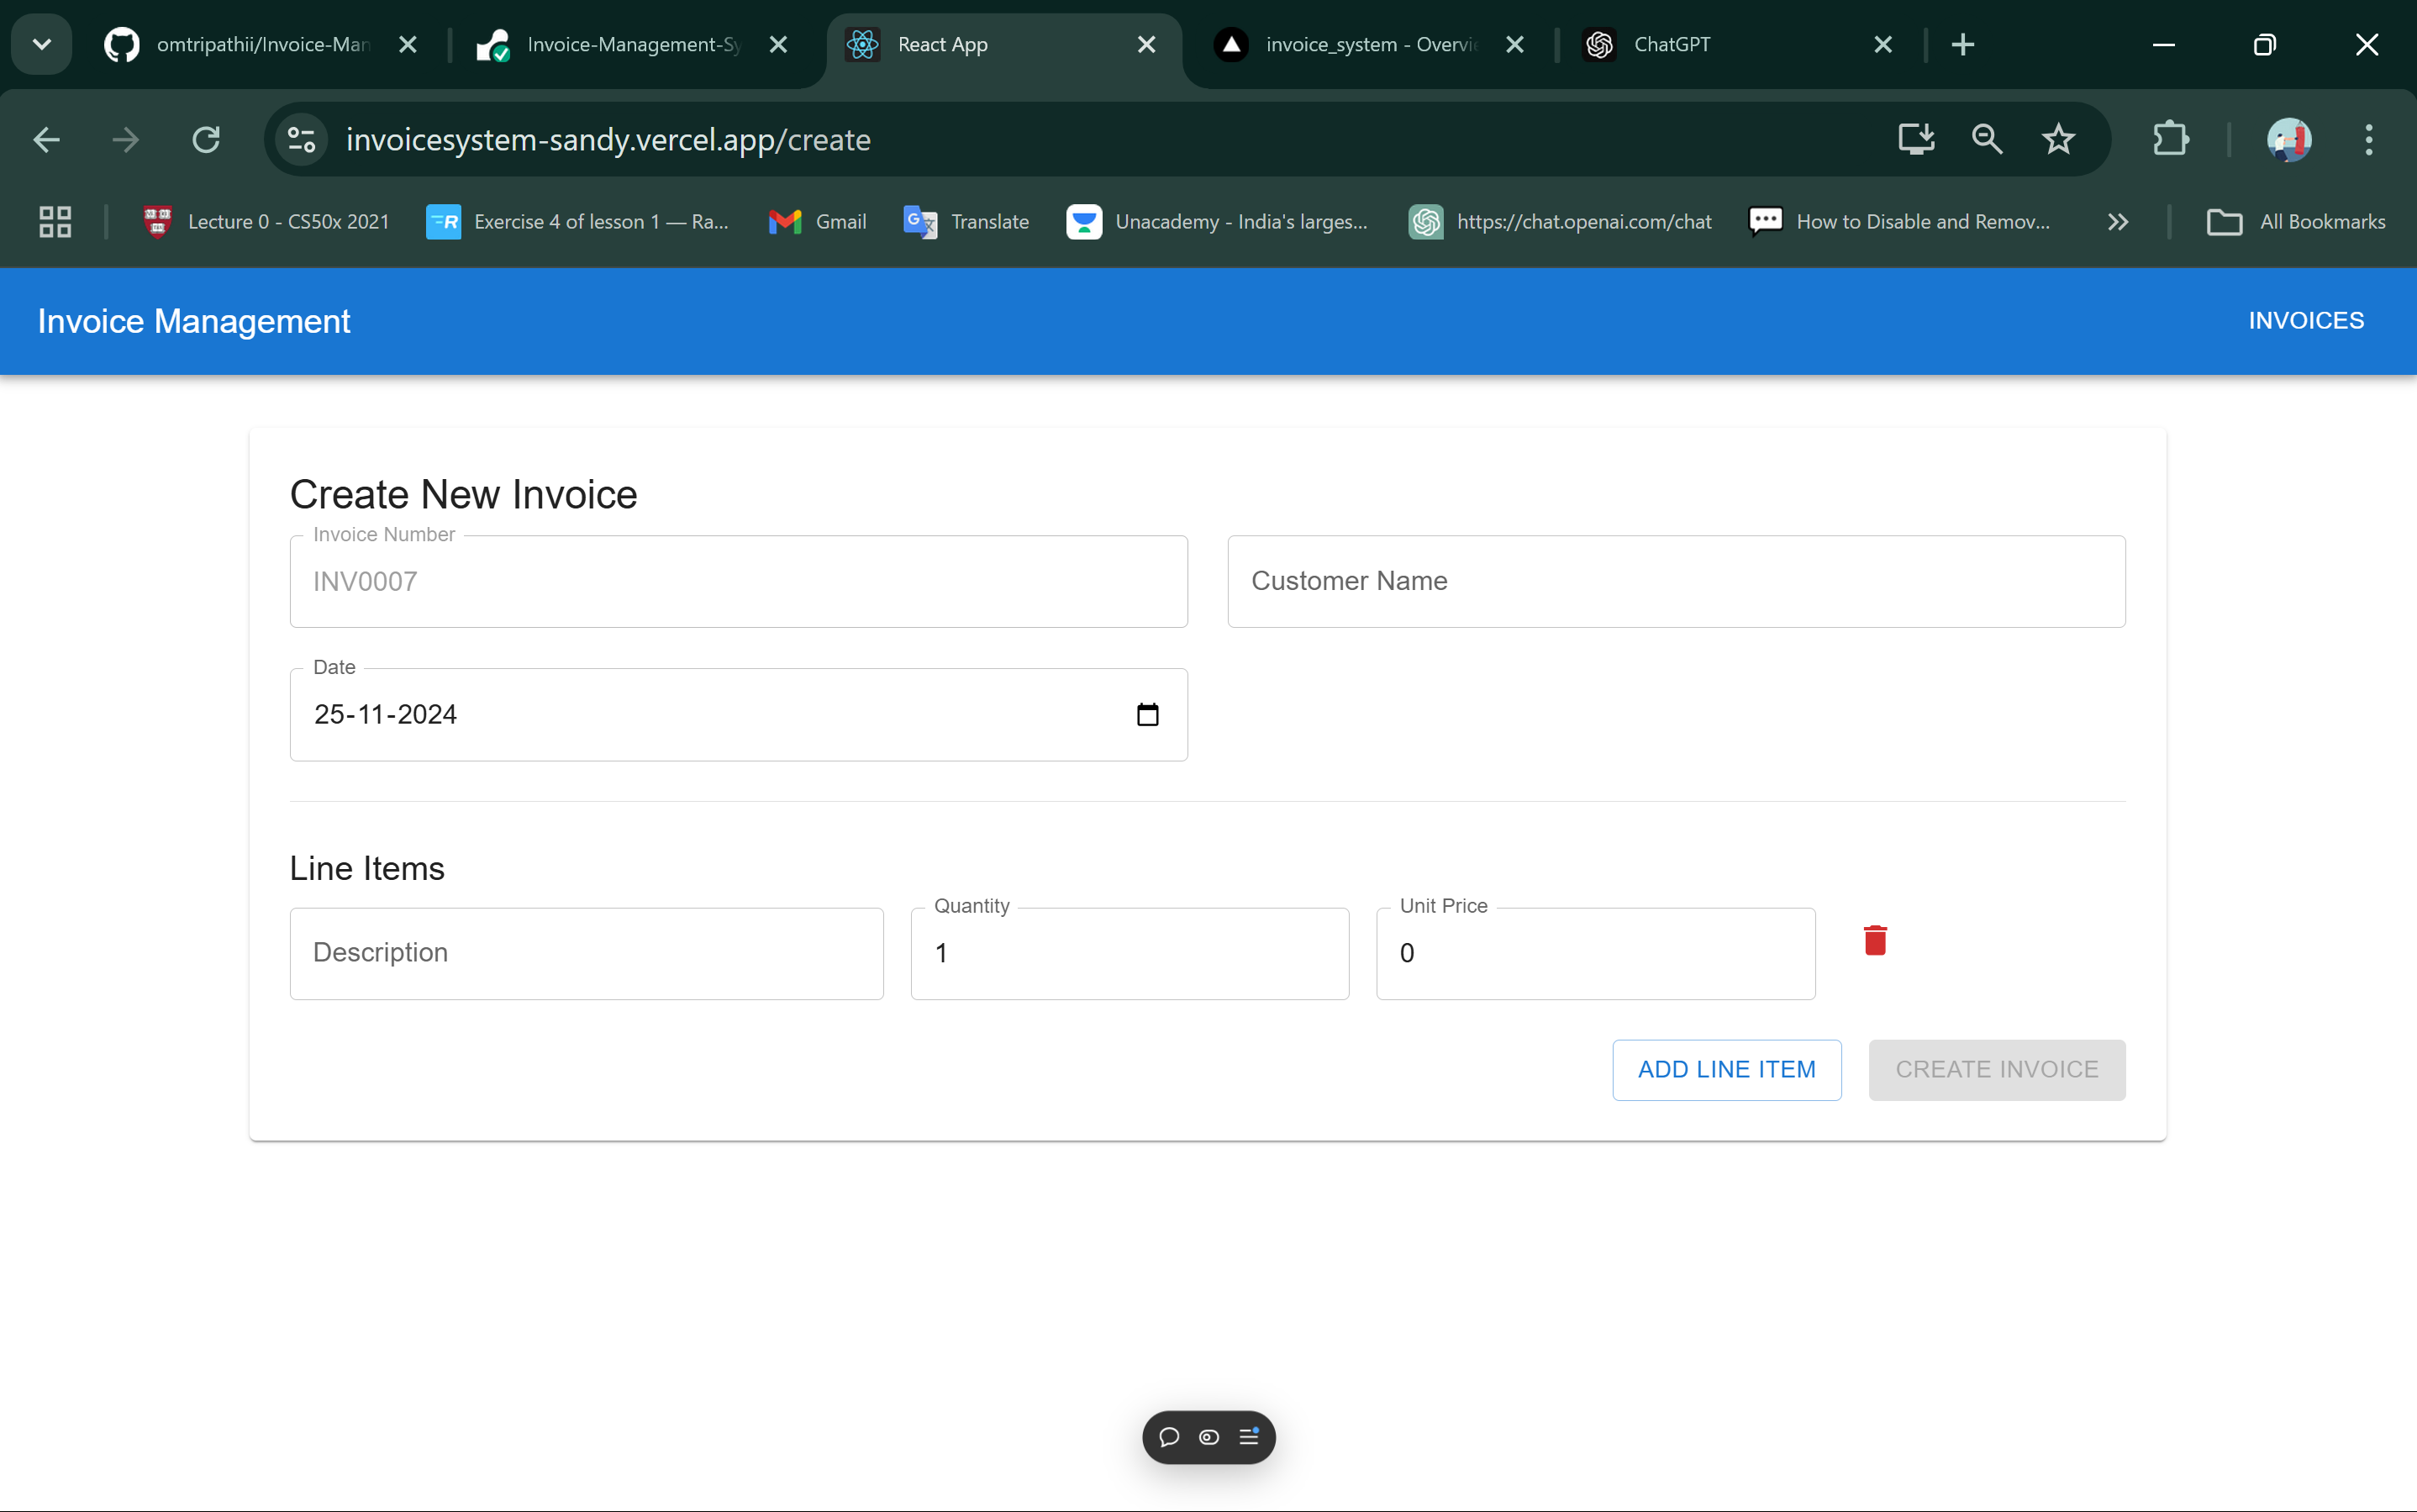 omtripathii/Invoice-Man
Invoice-Management-Sy
React App
invoice_system - Overvie
ChatGPT
invoicesystem-sandy.vercel.app/create
Lecture 0 - CS50x 2021
Exercise 4 of lesson 1 — Ra...
Gmail
Translate
Unacademy - India's larges...
https://chat.openai.com/chat
How to Disable and Remov...
All Bookmarks
Invoice Management
INVOICES
Create New Invoice
Invoice Number
INV0007
Customer Name
Date
25-11-2024
Line Items
Description
Quantity
1
Unit Price
0
ADD LINE ITEM
CREATE INVOICE